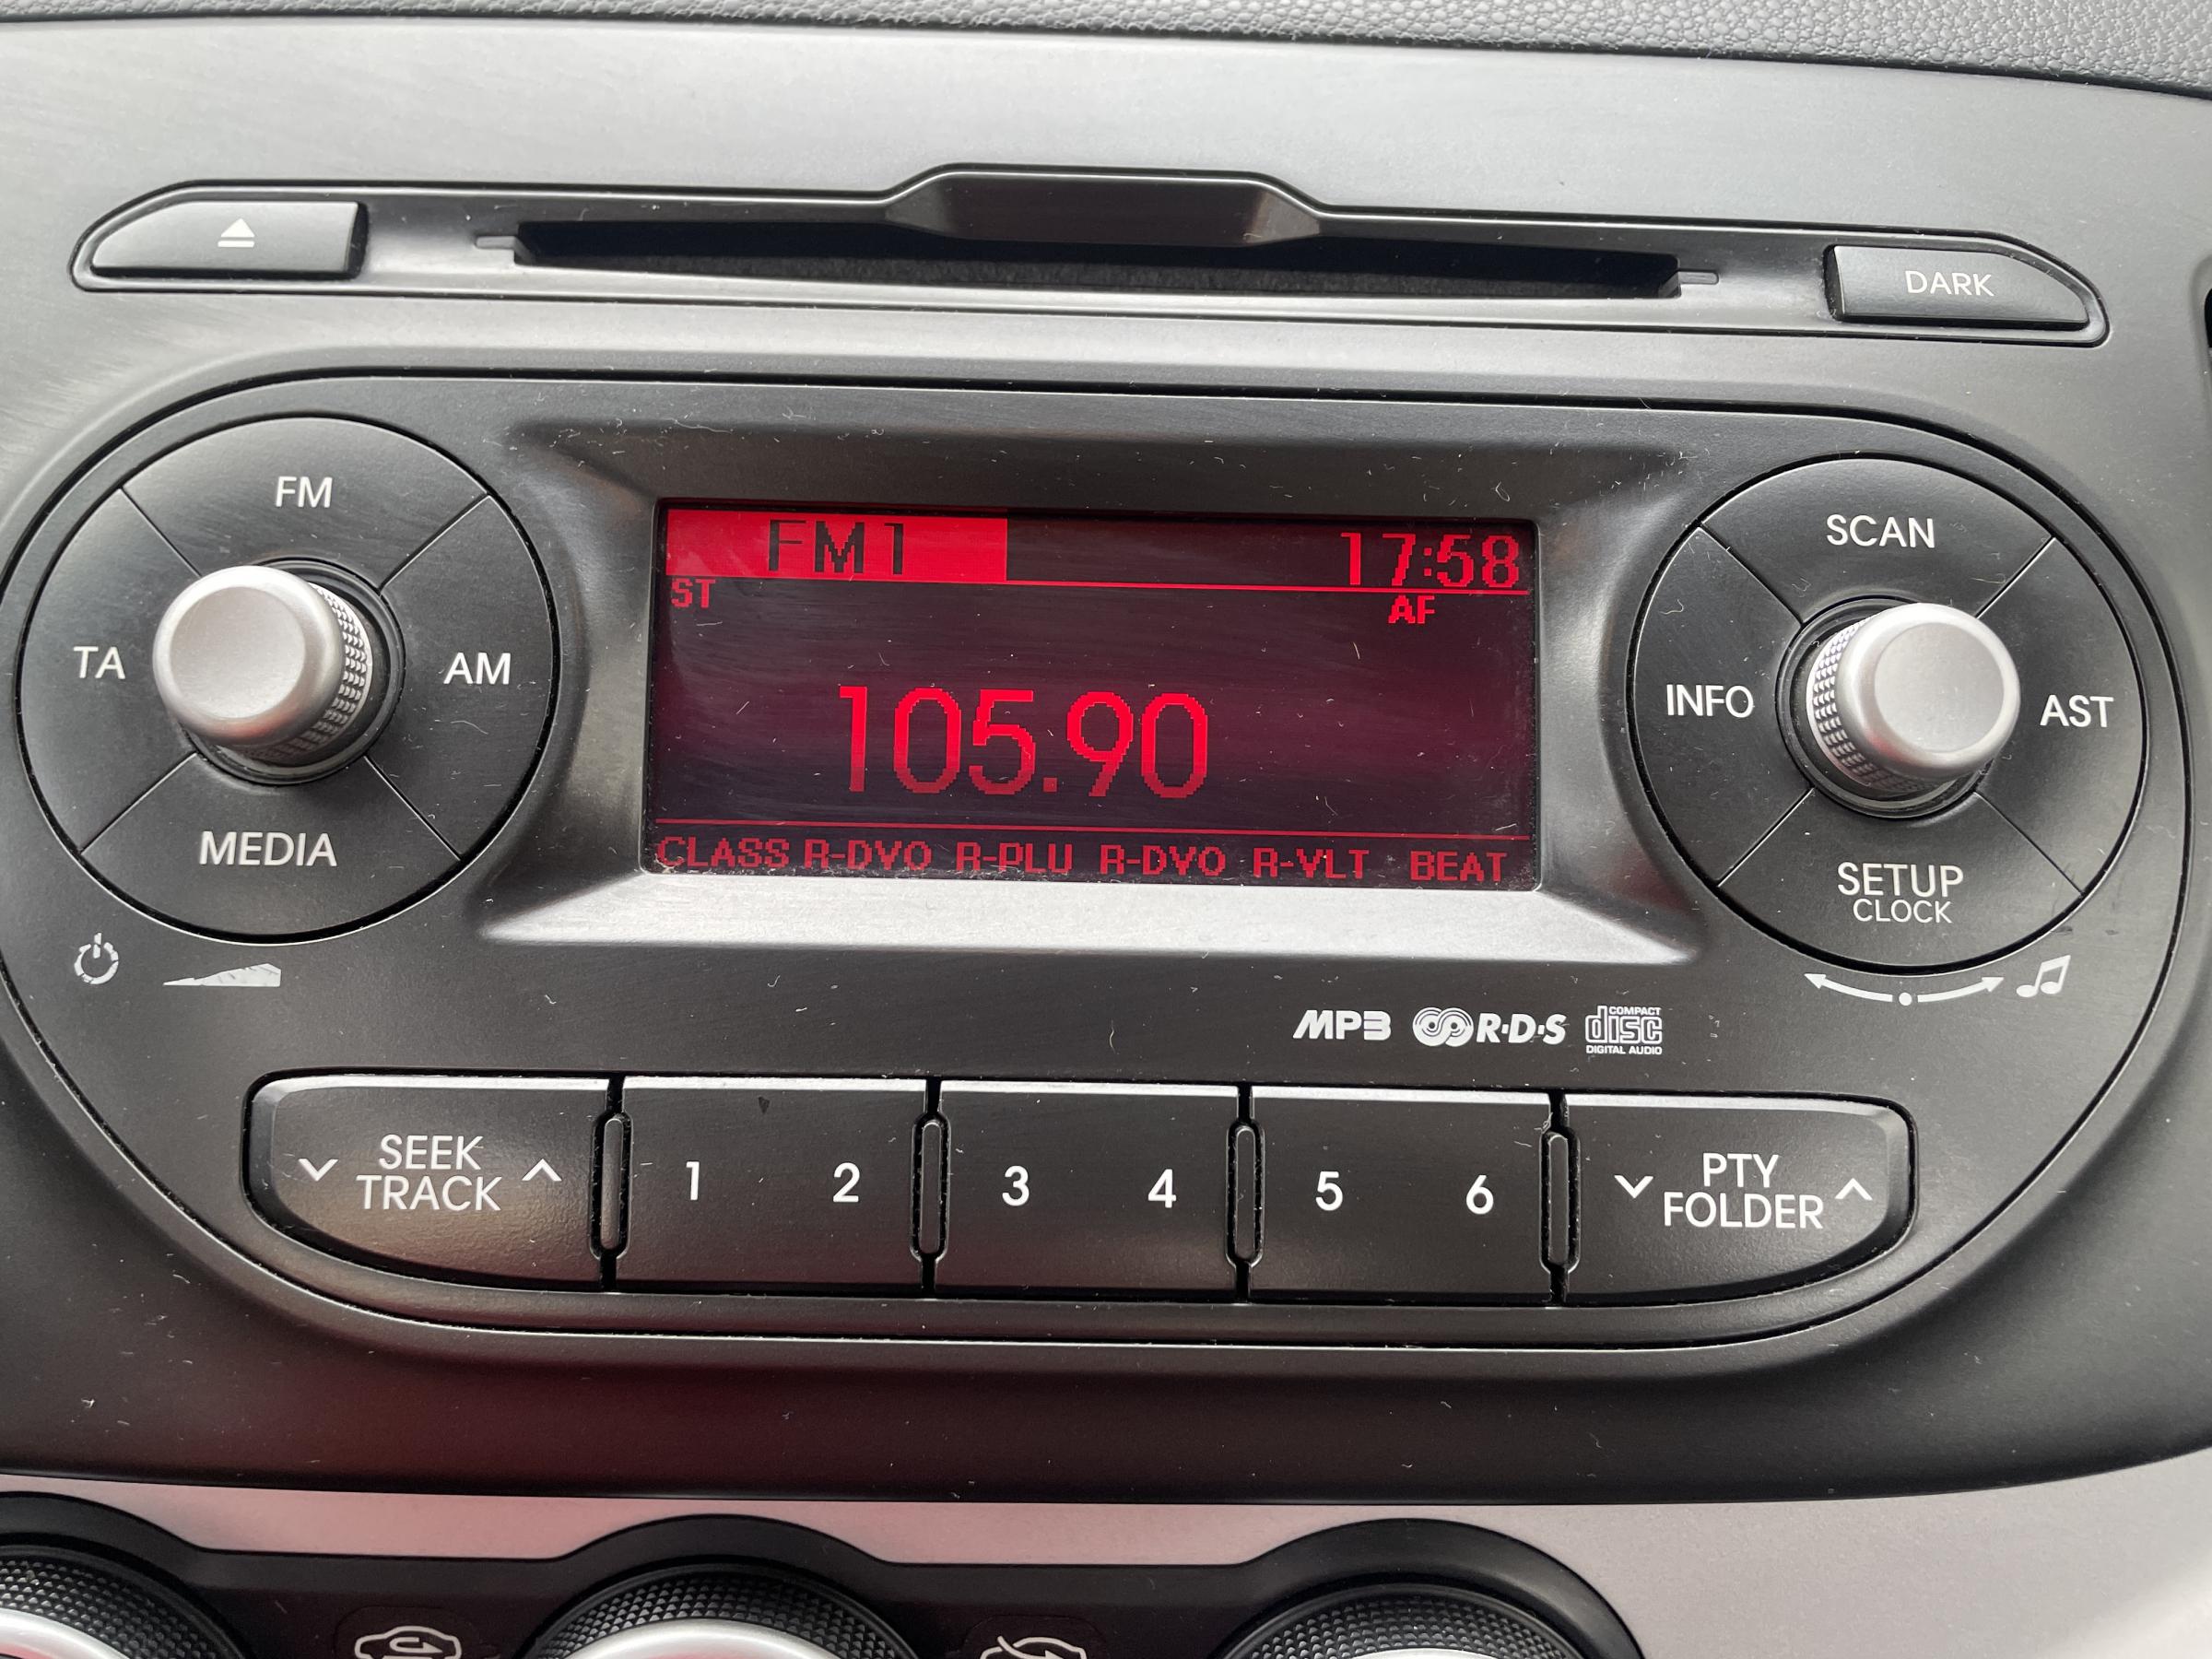 DARK
FM
TA
AM
MEDIA
FM1
17:58
ST
AF
105.90
CLASS R-DVO R-PLU R-DVO R-VLT BEAT
SCAN
INFO
AST
SETUP
CLOCK
MP3 R·D·S COMPACT
disc
DIGITAL AUDIO
SEEK
TRACK
1 2 3 4 5 6
PTY
FOLDER